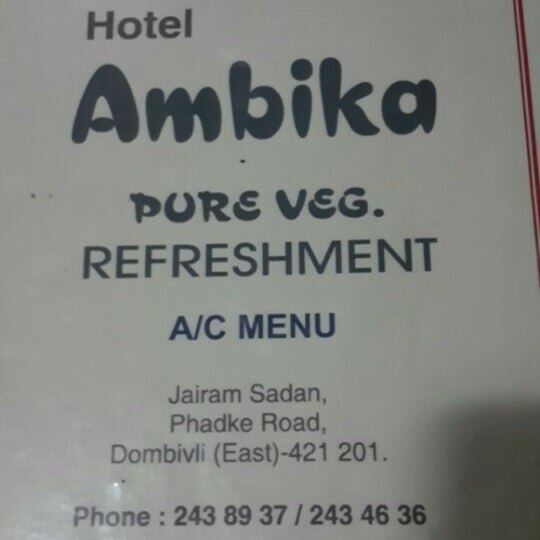 Hotel
Ambika
PURE VEG.
REFRESHMENT
A/C MENU
Jairam Sadan,
Phadke Road,
Dombivli (East)-421 201.
Phone : 243 89 37 / 243 46 36